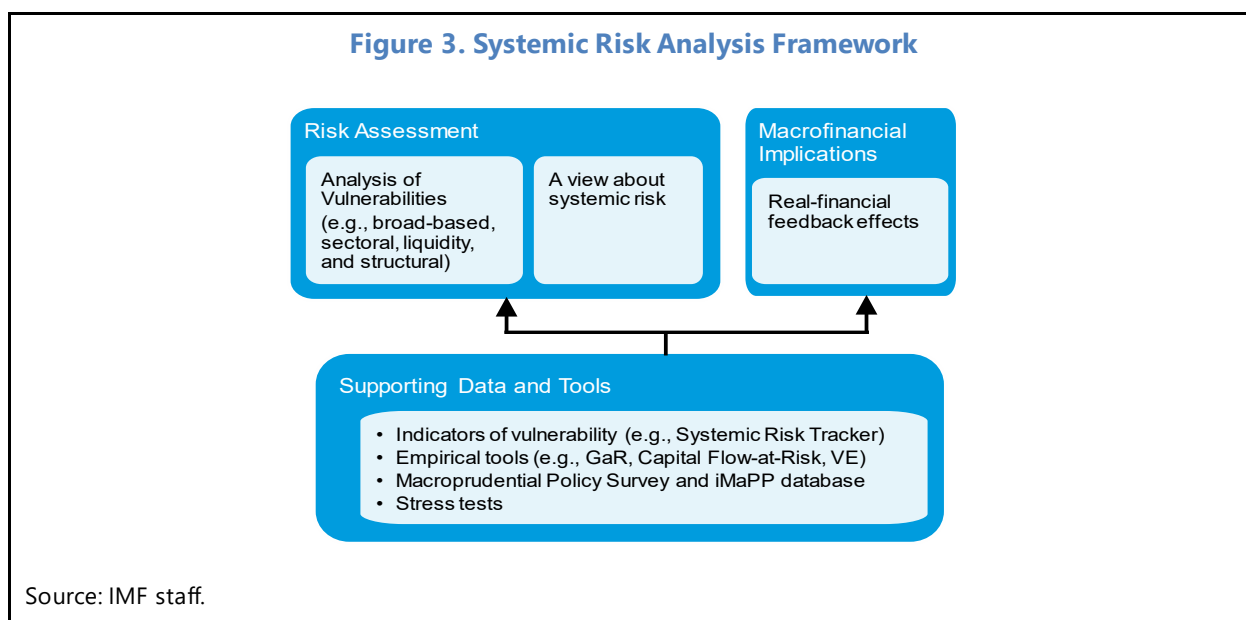 Figure 3. Systemic Risk Analysis Framework
Risk Assessment
Analysis of
Vulnerabilities
(e.g., broad-based,
sectoral, liquidity,
and structural)
A view about
systemic risk
Macrofinancial
Implications
Real-financial
feedback effects
Supporting Data and Tools
• Indicators of vulnerability (e.g., Systemic Risk Tracker)
• Empirical tools (e.g., GaR, Capital Flow-at-Risk, VE)
• Macroprudential Policy Survey and iMaPP database
• Stress tests
Source: IMF staff.